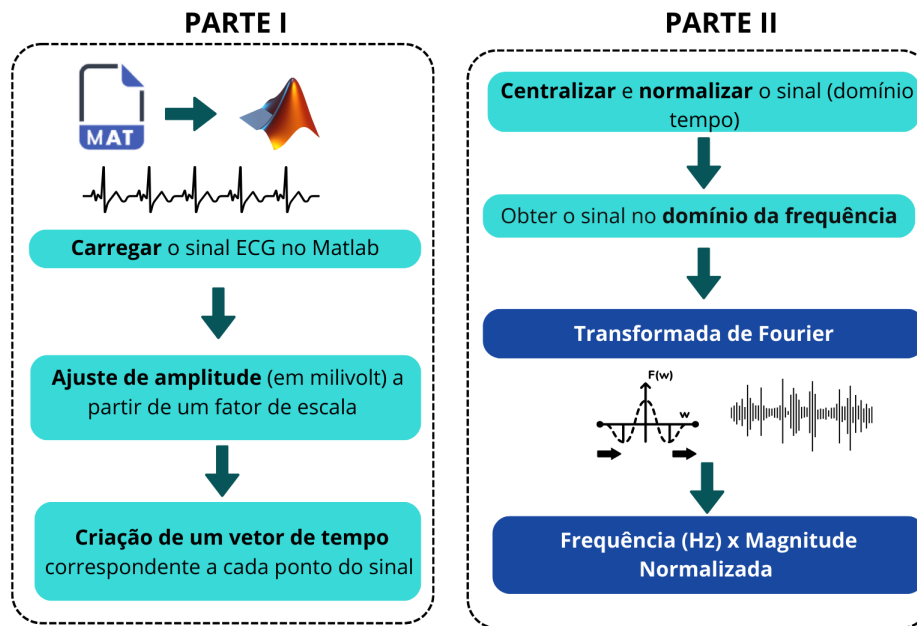 PARTE I
MAT
Carregar o sinal ECG no Matlab
Ajuste de amplitude (em milivolt) a
partir de um fator de escala
Criação de um vetor de tempo
correspondente a cada ponto do sinal
PARTE II
Centralizar e normalizar o sinal (domínio
tempo)
Obter o sinal no domínio da frequência
Transformada de Fourier
F(w)
w
Frequência (Hz) x Magnitude
Normalizada